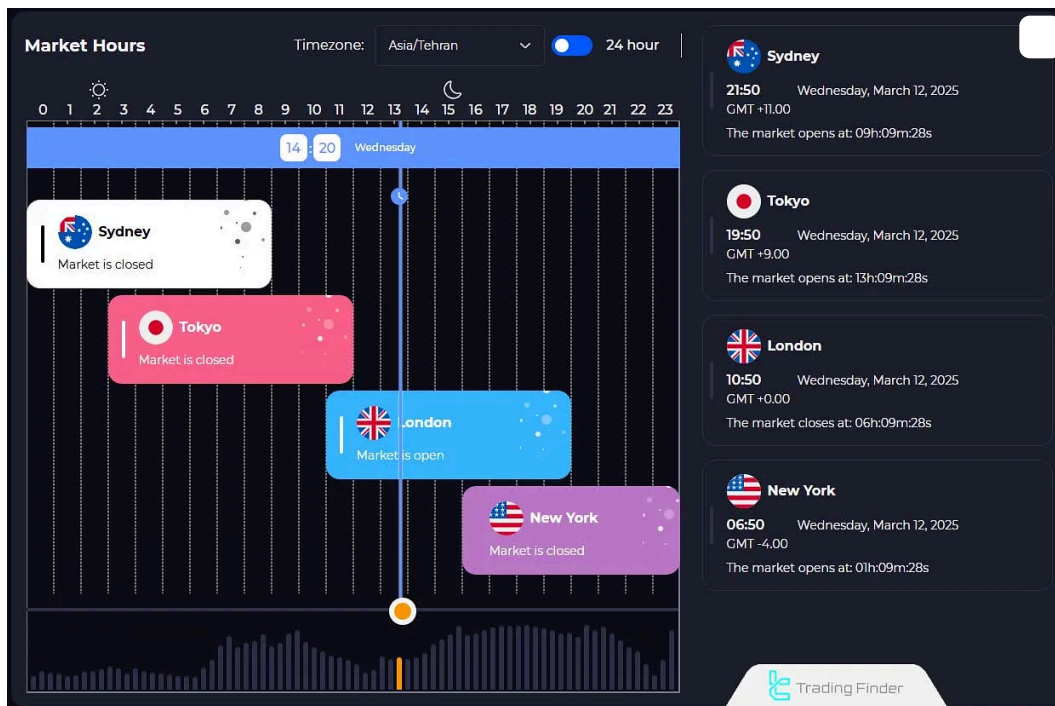 Market Hours
Timezone: Asia/Tehran 24 hour
0 1 2 3 4 5 6 7 8 9 10 11 12 13 14 15 16 17 18 19 20 21 22 23
14 : 20 Wednesday
Sydney
Market is closed
Tokyo
Market is closed
London
Market is open
New York
Market is closed
Sydney
21:50 Wednesday, March 12, 2025
GMT +11.00
The market opens at: 09h:09m:28s
Tokyo
19:50 Wednesday, March 12, 2025
GMT +9.00
The market opens at: 13h:09m:28s
London
10:50 Wednesday, March 12, 2025
GMT +0.00
The market closes at: 06h:09m:28s
New York
06:50 Wednesday, March 12, 2025
GMT -4.00
The market opens at: 01h:09m:28s
Trading Finder